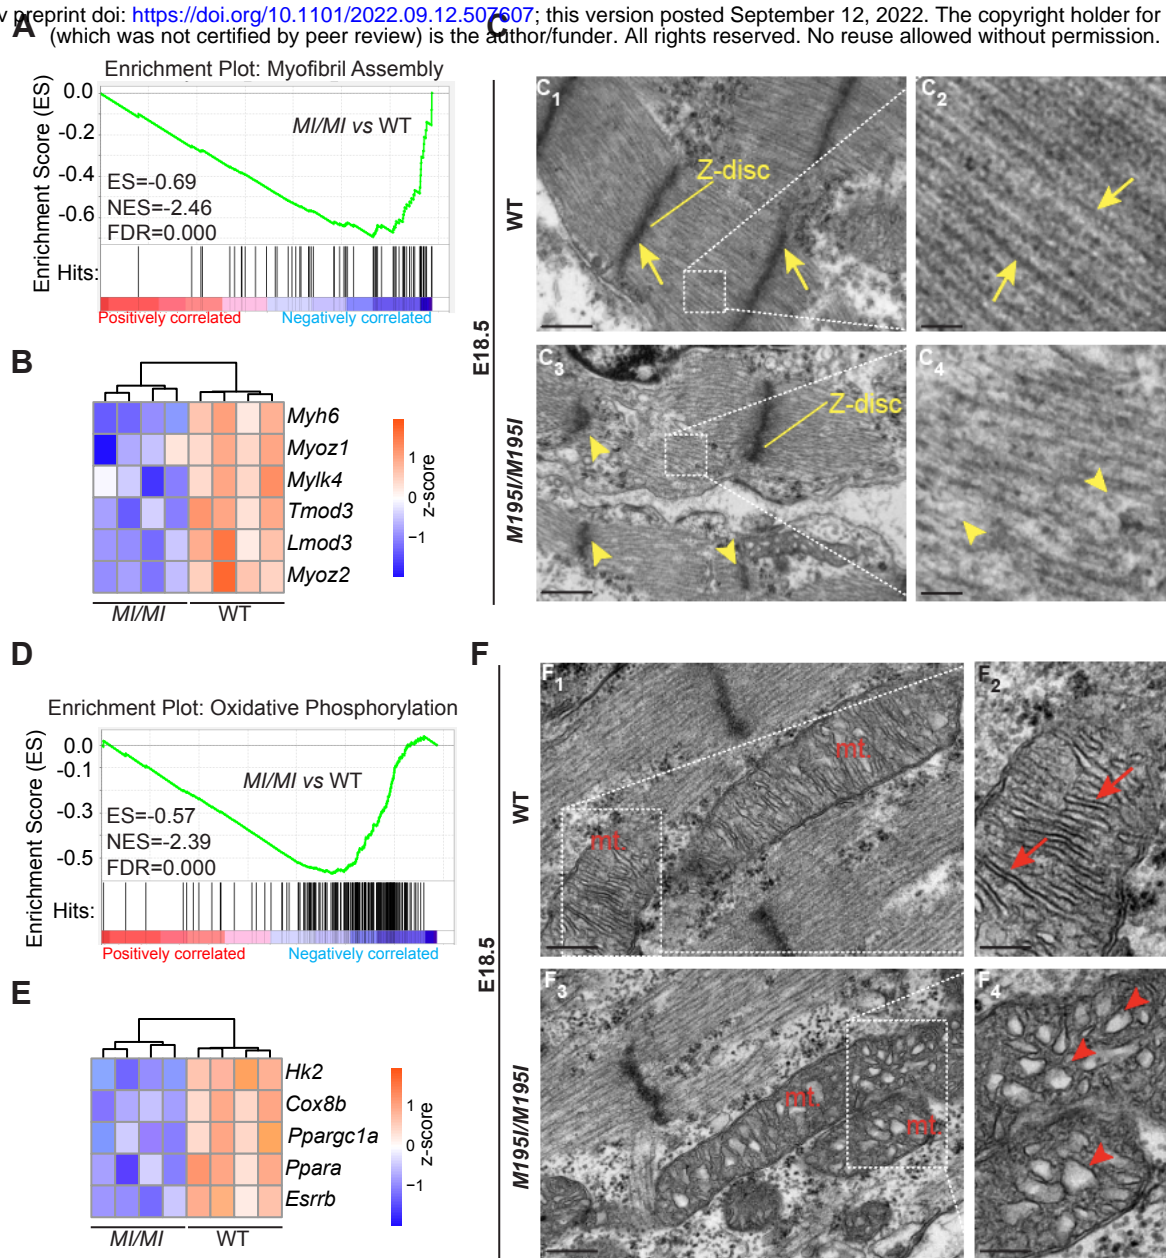 v preprint doi: https://doi.org/10.1101/2022.09.12.507607; this version posted September 12, 2022. The copyright holder for
(which was not certified by peer review) is the author/funder. All rights reserved. No reuse allowed without permission.
A
Enrichment Plot: Myofibril Assembly
Enrichment Score (ES)
0.0
-0.2
-0.4
-0.6
MI/MI vs WT
ES=-0.69
NES=-2.46
FDR=0.000
Hits:
Positively correlated
Negatively correlated
B
Myh6
Myoz1
Mylk4
Tmod3
Lmod3
Myoz2
1
0
−1
z-score
MI/MI
WT
C
E18.5
WT
C1
Z-disc
C2
M195I/M195I
C3
Z-disc
C4
D
Enrichment Plot: Oxidative Phosphorylation
Enrichment Score (ES)
0.0
-0.1
-0.3
-0.5
MI/MI vs WT
ES=-0.57
NES=-2.39
FDR=0.000
Hits:
Positively correlated
Negatively correlated
E
Hk2
Cox8b
Ppargc1a
Ppara
Esrrb
1
0
−1
z-score
MI/MI
WT
F
E18.5
WT
F1
mt.
mt.
F2
M195I/M195I
F3
mt.
mt.
F4